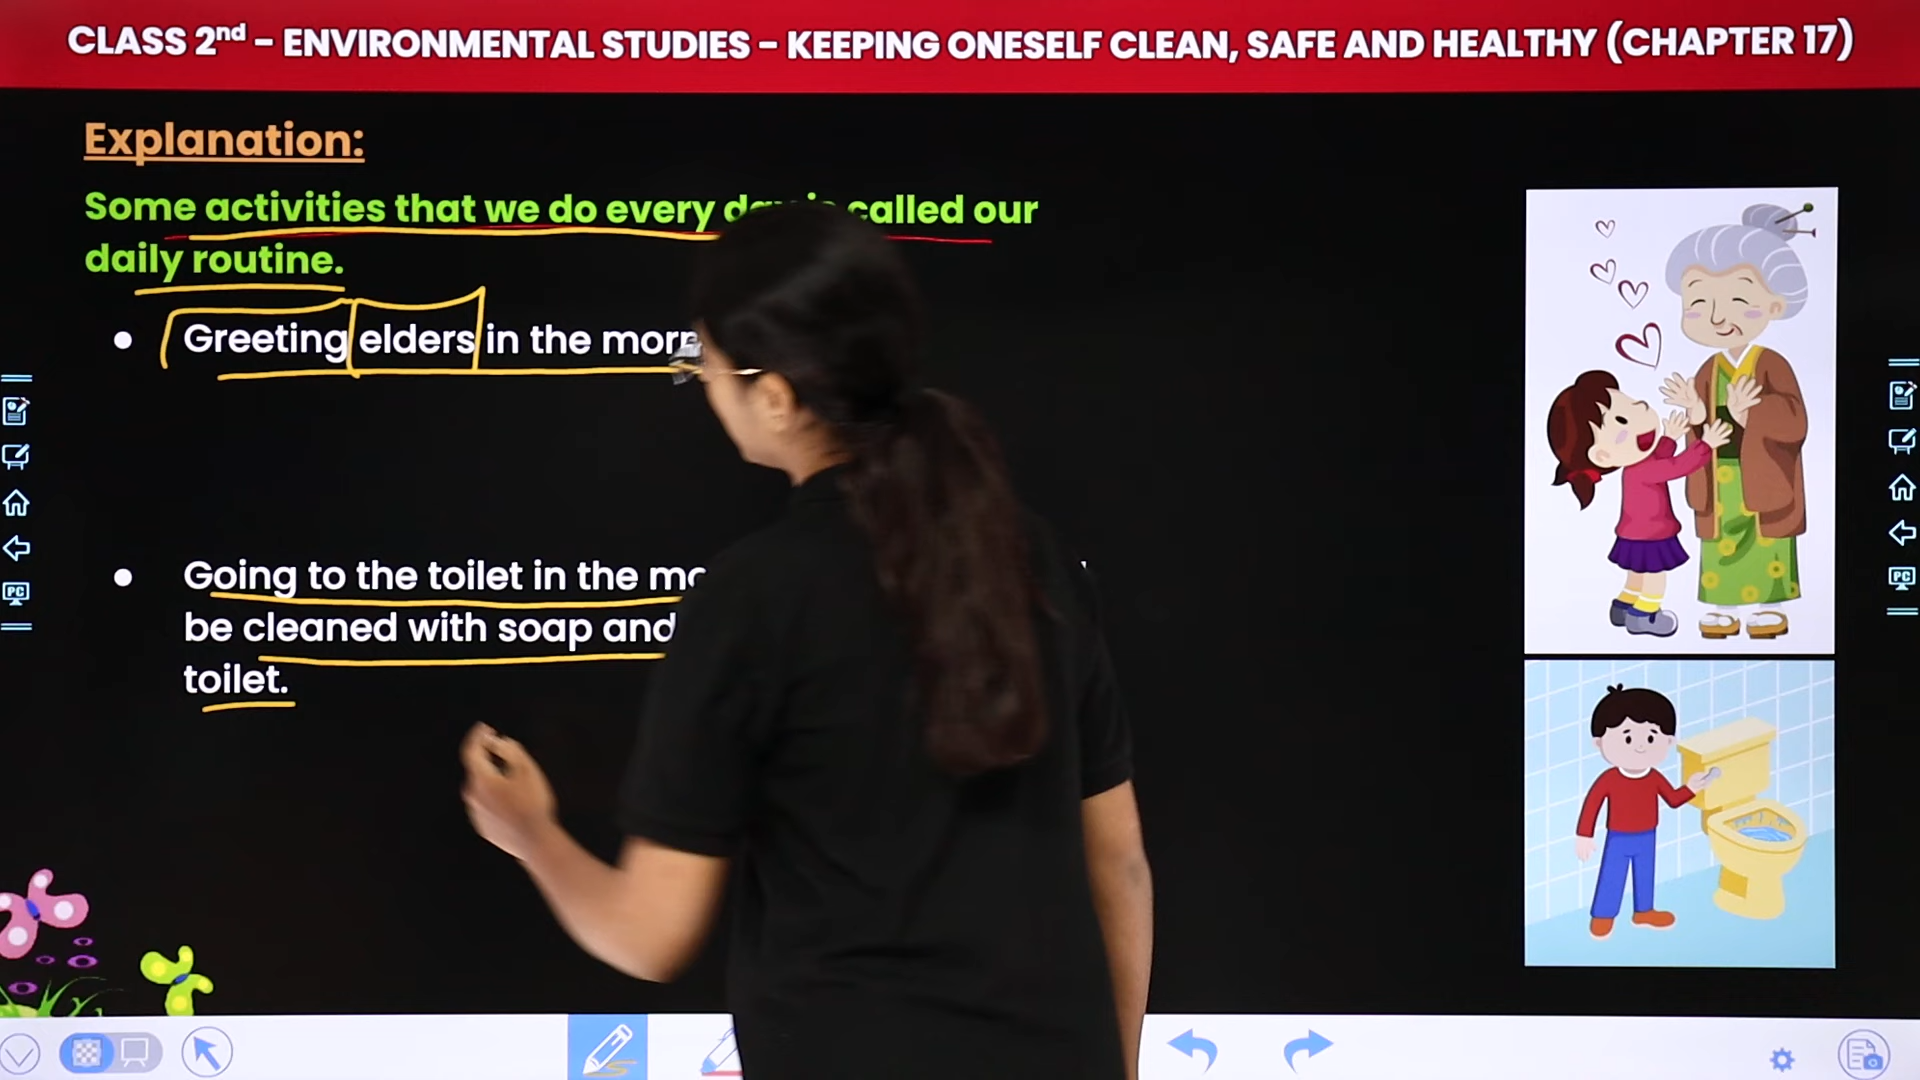 CLASS 2nd – ENVIRONMENTAL STUDIES – KEEPING ONESELF CLEAN, SAFE AND HEALTHY (CHAPTER 17)
Explanation:
Some activities that we do every called our
daily routine.
● Greeting elders in the
● Going to the toilet in the
be cleaned with soap and
toilet.
PC
PC